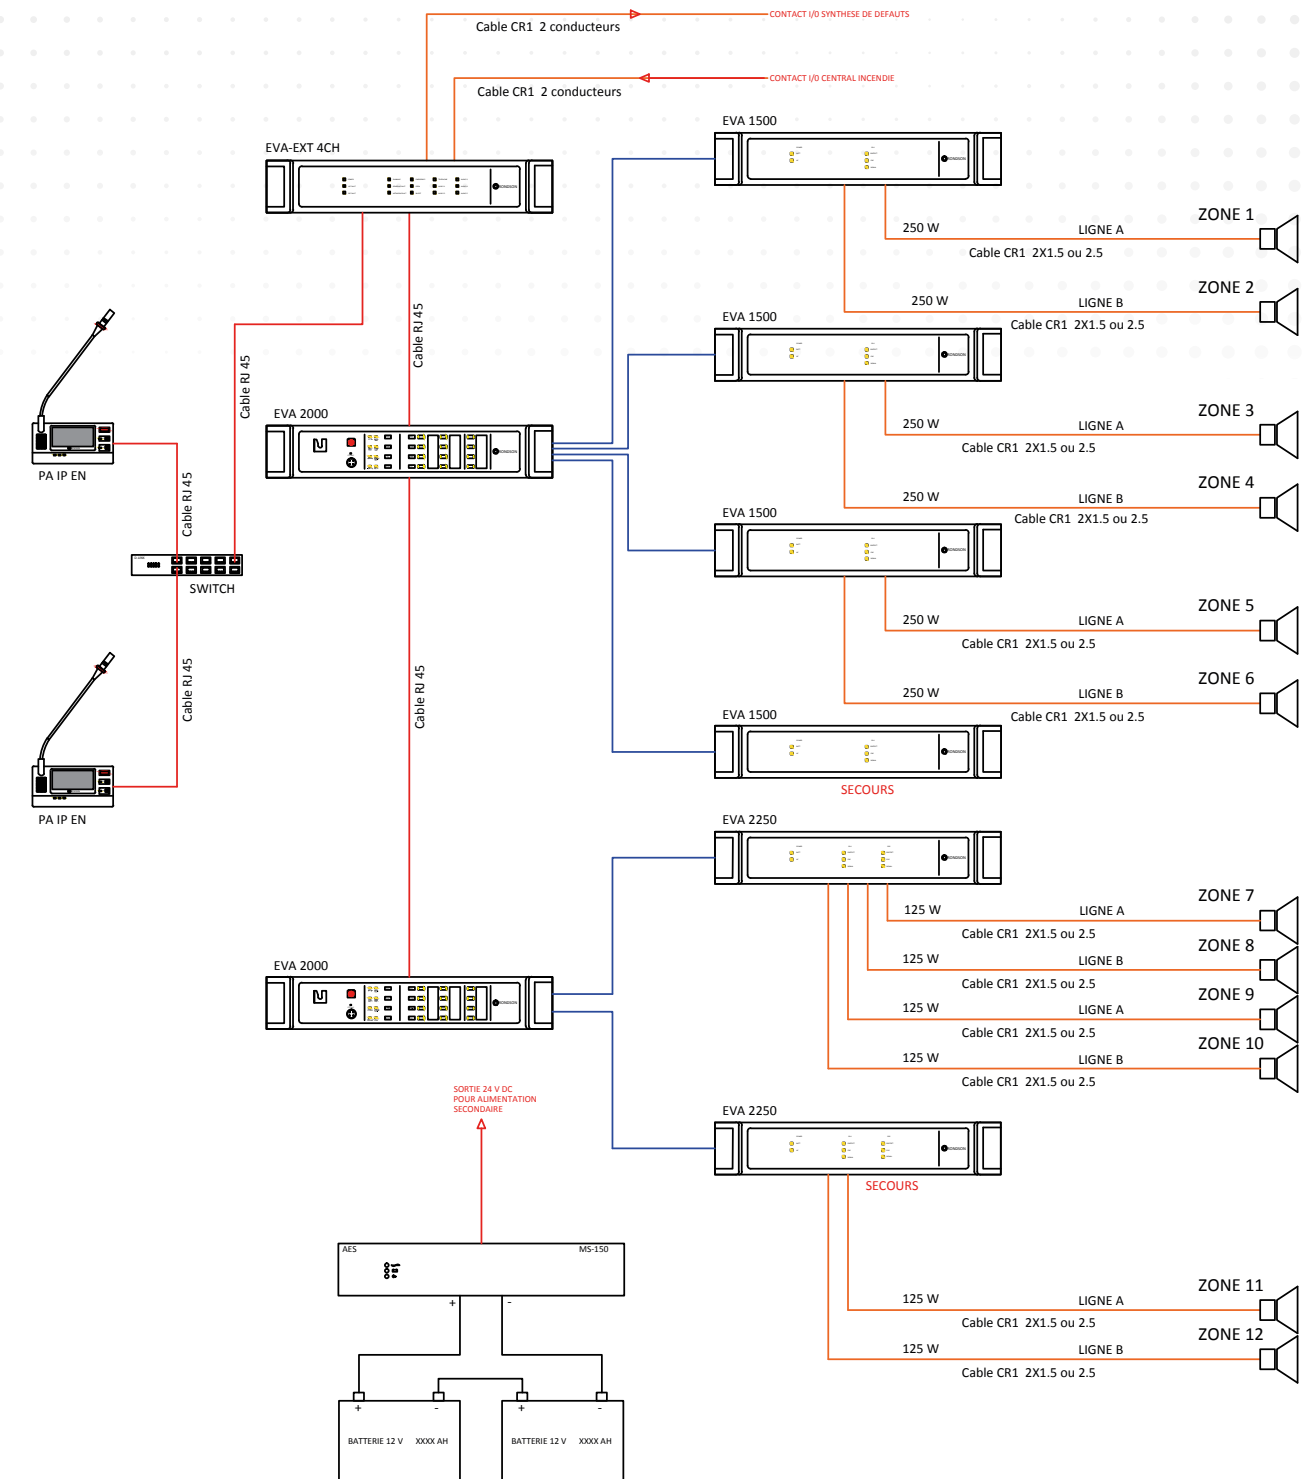 CONTACT I/0 SYNTHESE DE DEFAUTS
Cable CR1 2 conducteurs
CONTACT I/0 CENTRAL INCENDIE
Cable CR1 2 conducteurs
EVA 1500
EVA-EXT 4CH
ZONE 1
250 W
LIGNE A
Cable CR1 2X1.5 ou 2.5
ZONE 2
250 W
LIGNE B
Cable CR1 2X1.5 ou 2.5
EVA 1500
Cable RJ 45
Cable RJ 45
ZONE 3
250 W
LIGNE A
Cable CR1 2X1.5 ou 2.5
EVA 2000
PA IP EN
Cable RJ 45
ZONE 4
250 W
LIGNE B
Cable CR1 2X1.5 ou 2.5
EVA 1500
SWITCH
ZONE 5
250 W
LIGNE A
Cable CR1 2X1.5 ou 2.5
Cable RJ 45
Cable RJ 45
ZONE 6
250 W
LIGNE B
Cable CR1 2X1.5 ou 2.5
EVA 1500
SECOURS
PA IP EN
EVA 2250
ZONE 7
125 W
LIGNE A
Cable CR1 2X1.5 ou 2.5
ZONE 8
125 W
LIGNE B
Cable CR1 2X1.5 ou 2.5
EVA 2000
ZONE 9
125 W
LIGNE A
Cable CR1 2X1.5 ou 2.5
ZONE 10
125 W
LIGNE B
Cable CR1 2X1.5 ou 2.5
SORTIE 24 V DC
POUR ALIMENTATION
SECONDAIRE
EVA 2250
SECOURS
AES
MS-150
+
-
ZONE 11
125 W
LIGNE A
Cable CR1 2X1.5 ou 2.5
ZONE 12
125 W
LIGNE B
Cable CR1 2X1.5 ou 2.5
+
-
+
-
BATTERIE 12 V XXXX AH
BATTERIE 12 V XXXX AH